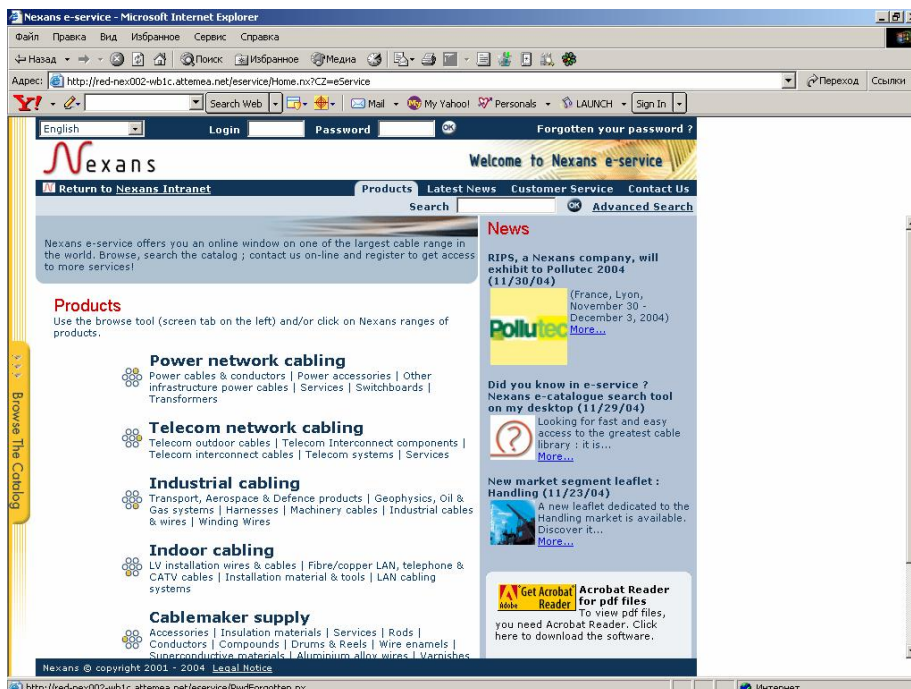 Nexans e-service - Microsoft Internet Explorer
Файл Правка Вид Избранное Сервис Справка
Назад Поиск Избранное Медиа
Адрес: http://red-nex002-wb1c.attemea.net/eservice/Home.nx?CZ=eService Переход Ссылки
Y! Search Web Mail My Yahoo! Personals LAUNCH Sign In
English Login Password OK Forgotten your password ?
Nexans Welcome to Nexans e-service
Return to Nexans Intranet Products Latest News Customer Service Contact Us
Search OK Advanced Search
Nexans e-service offers you an online window on one of the largest cable range in
the world. Browse, search the catalog ; contact us on-line and register to get access
to more services!
Products
Use the browse tool (screen tab on the left) and/or click on Nexans ranges of
products.
Browse The Catalog
Power network cabling
Power cables & conductors | Power accessories | Other
infrastructure power cables | Services | Switchboards |
Transformers
Telecom network cabling
Telecom outdoor cables | Telecom Interconnect components |
Telecom interconnect cables | Telecom systems | Services
Industrial cabling
Transport, Aerospace & Defence products | Geophysics, Oil &
Gas systems | Harnesses | Machinery cables | Industrial cables
& wires | Winding Wires
Indoor cabling
LV installation wires & cables | Fibre/copper LAN, telephone &
CATV cables | Installation material & tools | LAN cabling
systems
Cablemaker supply
Accessories | Insulation materials | Services | Rods |
Conductors | Compounds | Drums & Reels | Wire enamels |
Superconductive materials | Aluminium alloy wires | Varnishes
News
RIPS, a Nexans company, will
exhibit to Pollutec 2004
(11/30/04)
Pollutec
(France, Lyon,
November 30 -
December 3, 2004)
More...
Did you know in e-service ?
Nexans e-catalogue search tool
on my desktop (11/29/04)
Looking for fast and easy
access to the greatest cable
library : it is...
More...
New market segment leaflet :
Handling (11/23/04)
A new leaflet dedicated to the
Handling market is available.
Discover it...
More...
Get Acrobat
Adobe Reader
Acrobat Reader
for pdf files
To view pdf files,
you need Acrobat Reader. Click
here to download the software.
Nexans © copyright 2001 - 2004 Legal Notice
http://red-nex002-wb1c.attemea.net/eservice/PwdForgotten.nx Интернет